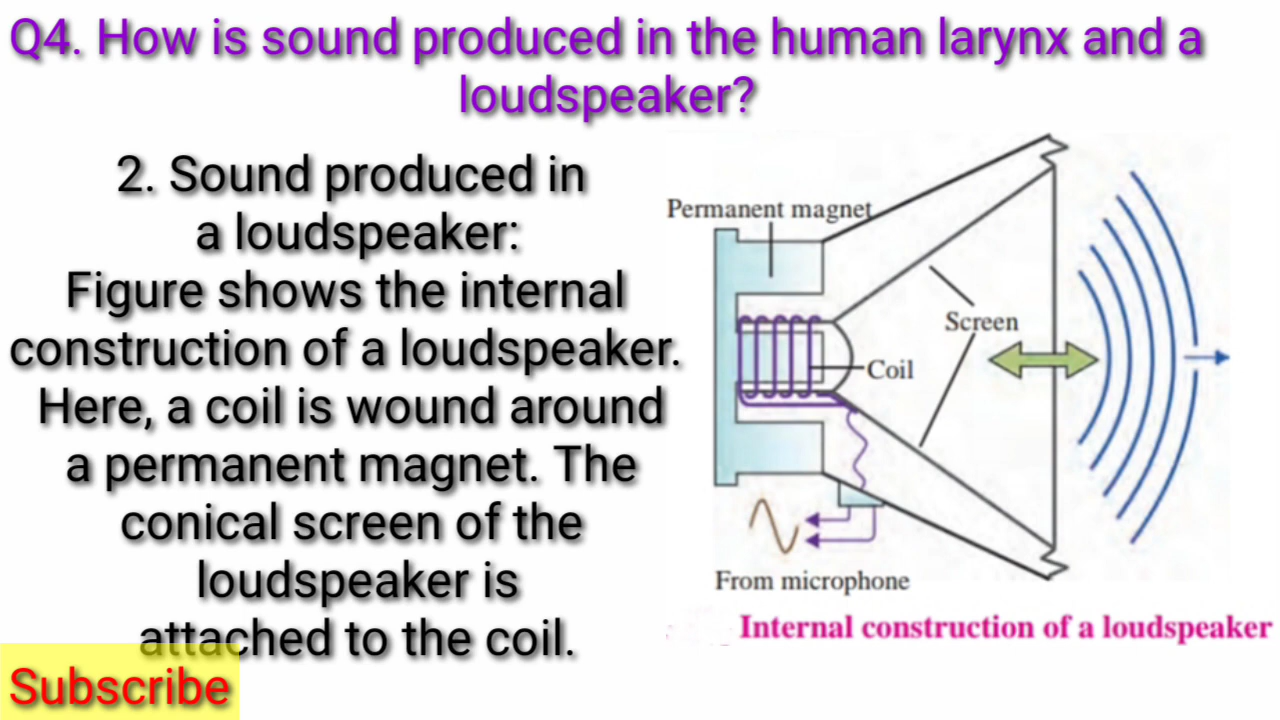 Q4. How is sound produced in the human larynx and a
loudspeaker?
2. Sound produced in
a loudspeaker:
Figure shows the internal
construction of a loudspeaker.
Here, a coil is wound around
a permanent magnet. The
conical screen of the
loudspeaker is
attached to the coil.
Subscribe
Permanent magnet
Screen
Coil
From microphone
Internal construction of a loudspeaker